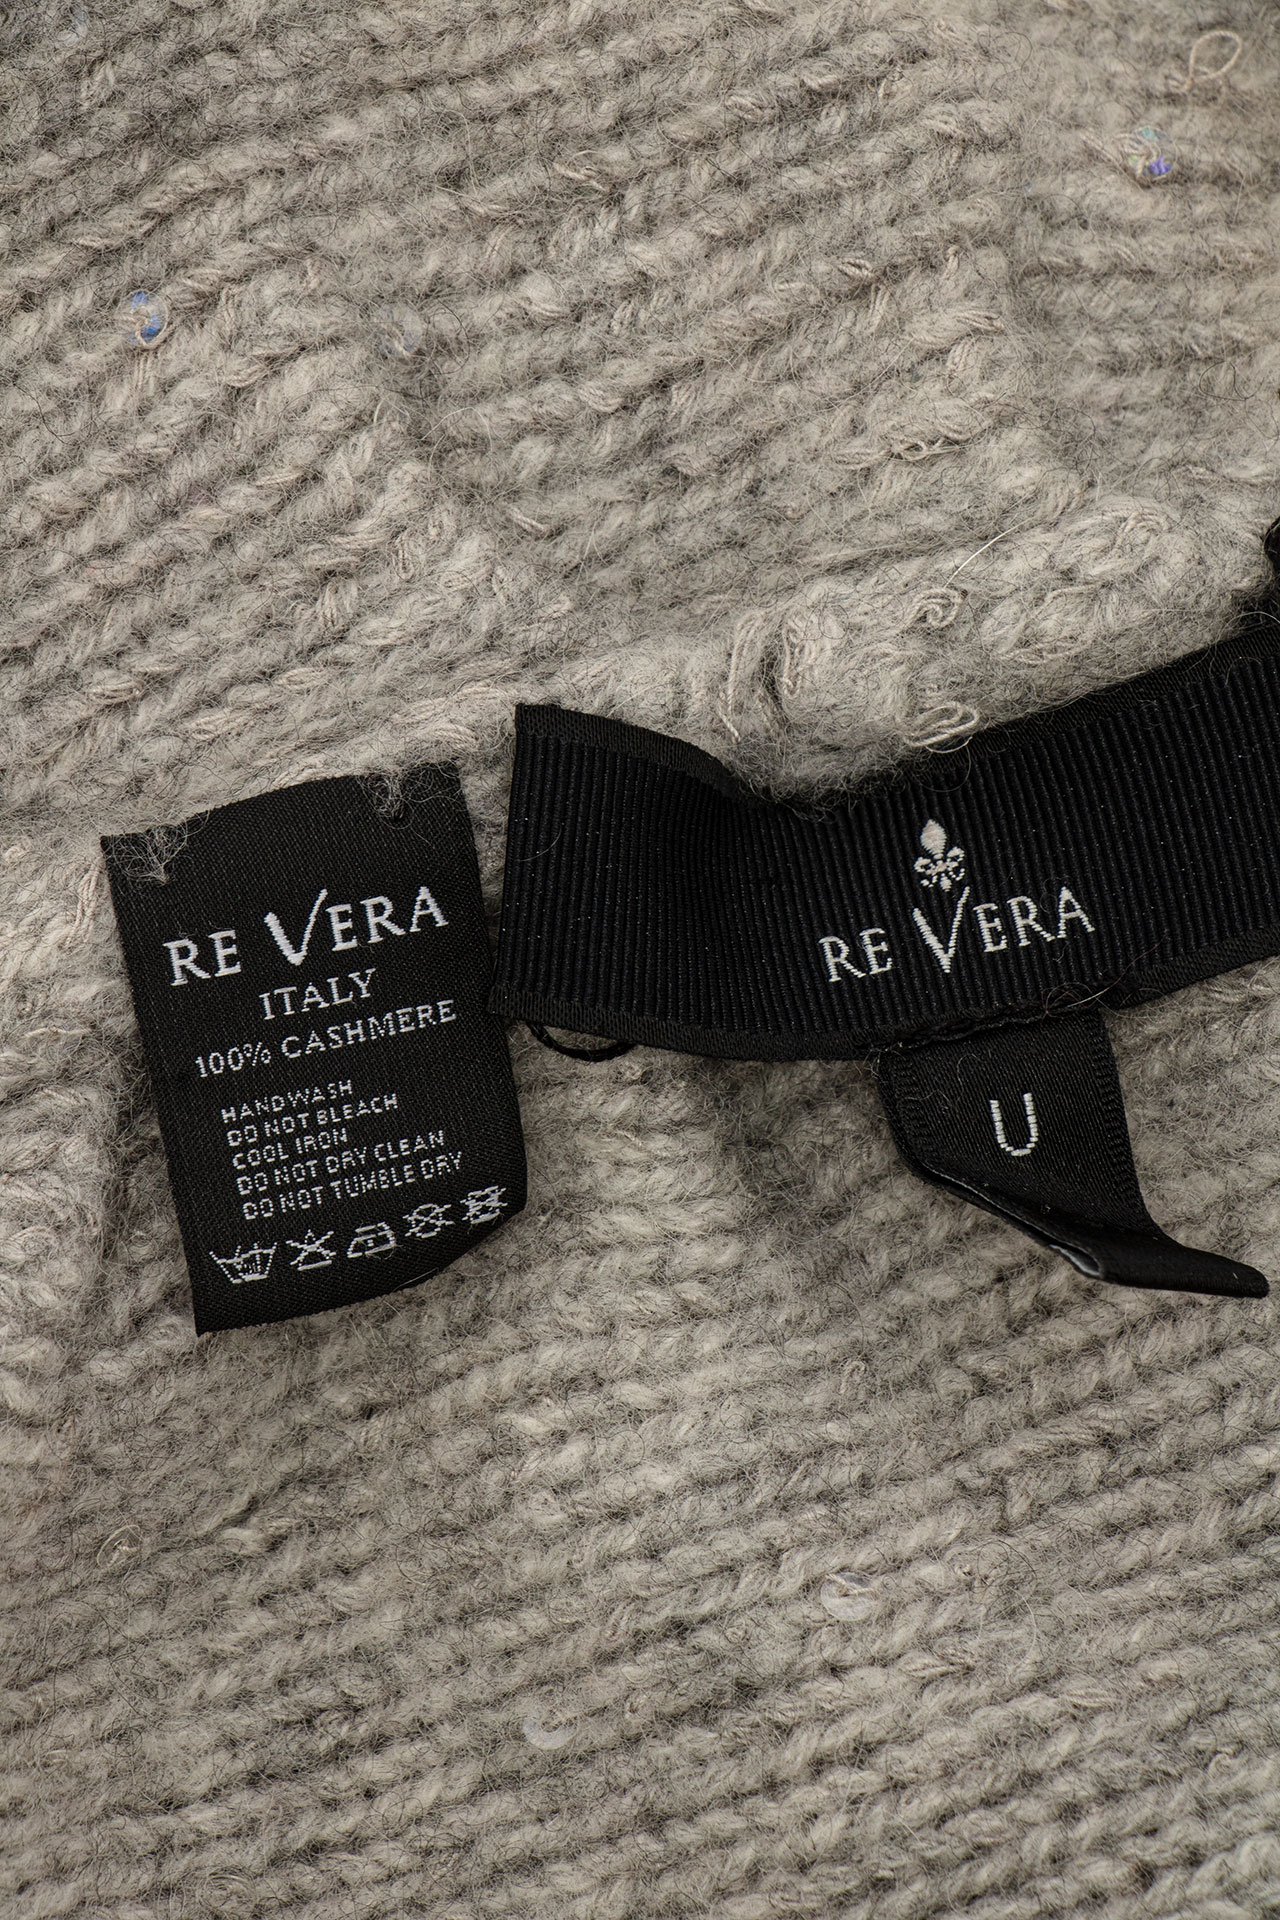 RE VERA
ITALY
100% CASHMERE
HANDWASH
DO NOT BLEACH
COOL IRON
DO NOT DRY CLEAN
DO NOT TUMBLE DRY
RE VERA
U